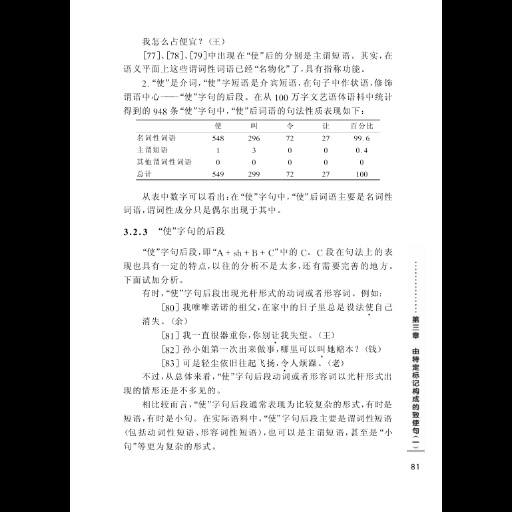 我怎么占便宜？(王)
[77]、[78]、[79]中出现在“使”后的分别是主谓短语。其实,在
语义平面上这些谓词性词语已经“名物化”了,具有指称功能。
2.“使”是介词,“使”字短语是介宾短语,在句子中作状语,修饰
谓语中心——“使”字句的后段。在从100万字文艺语体语料中统计
得到的948条“使”字句中,“使”后词语的句法性质表现如下：
使 叫 令 让 百分比
名词性词语 548 296 72 27 99.6
主谓短语 1 3 0 0 0.4
其他谓词性词语 0 0 0 0 0
总计 549 299 72 27 100
从表中数字可以看出:在“使”字句中,“使”后词语主要是名词性
词语,谓词性成分只是偶尔出现于其中。
3.2.3 “使”字句的后段
“使”字句后段,即“A+sh+B+C”中的C。C段在句法上的表
现也具有一定的特点,以往的分析不是太多,还有需要完善的地方。
下面试加分析。
有时,“使”字句后段出现光杆形式的动词或者形容词。例如：
[80] 我唯唯诺诺的祖父,在家中的日子里总是设法使自己
消失。(余)
[81] 我一直很器重你,你别让我失望。(王)
[82] 孙小姐第一次出来做事,哪里可以叫她赔本？(钱)
[83] 可是轻尘依旧往起飞扬,令人烦躁。(老)
不过,从总体来看,“使”字句后段动词或者形容词以光杆形式出
现的情形还是不多见的。
相比较而言,“使”字句后段通常表现为比较复杂的形式,有时是
短语,有时是小句。在实际语料中,“使”字句后段主要是谓词性短语
(包括动词性短语、形容词性短语),也可以是主谓短语,甚至是“小
句”等更为复杂的形式。
第三章 由特定标记构成的致使句(一)
81